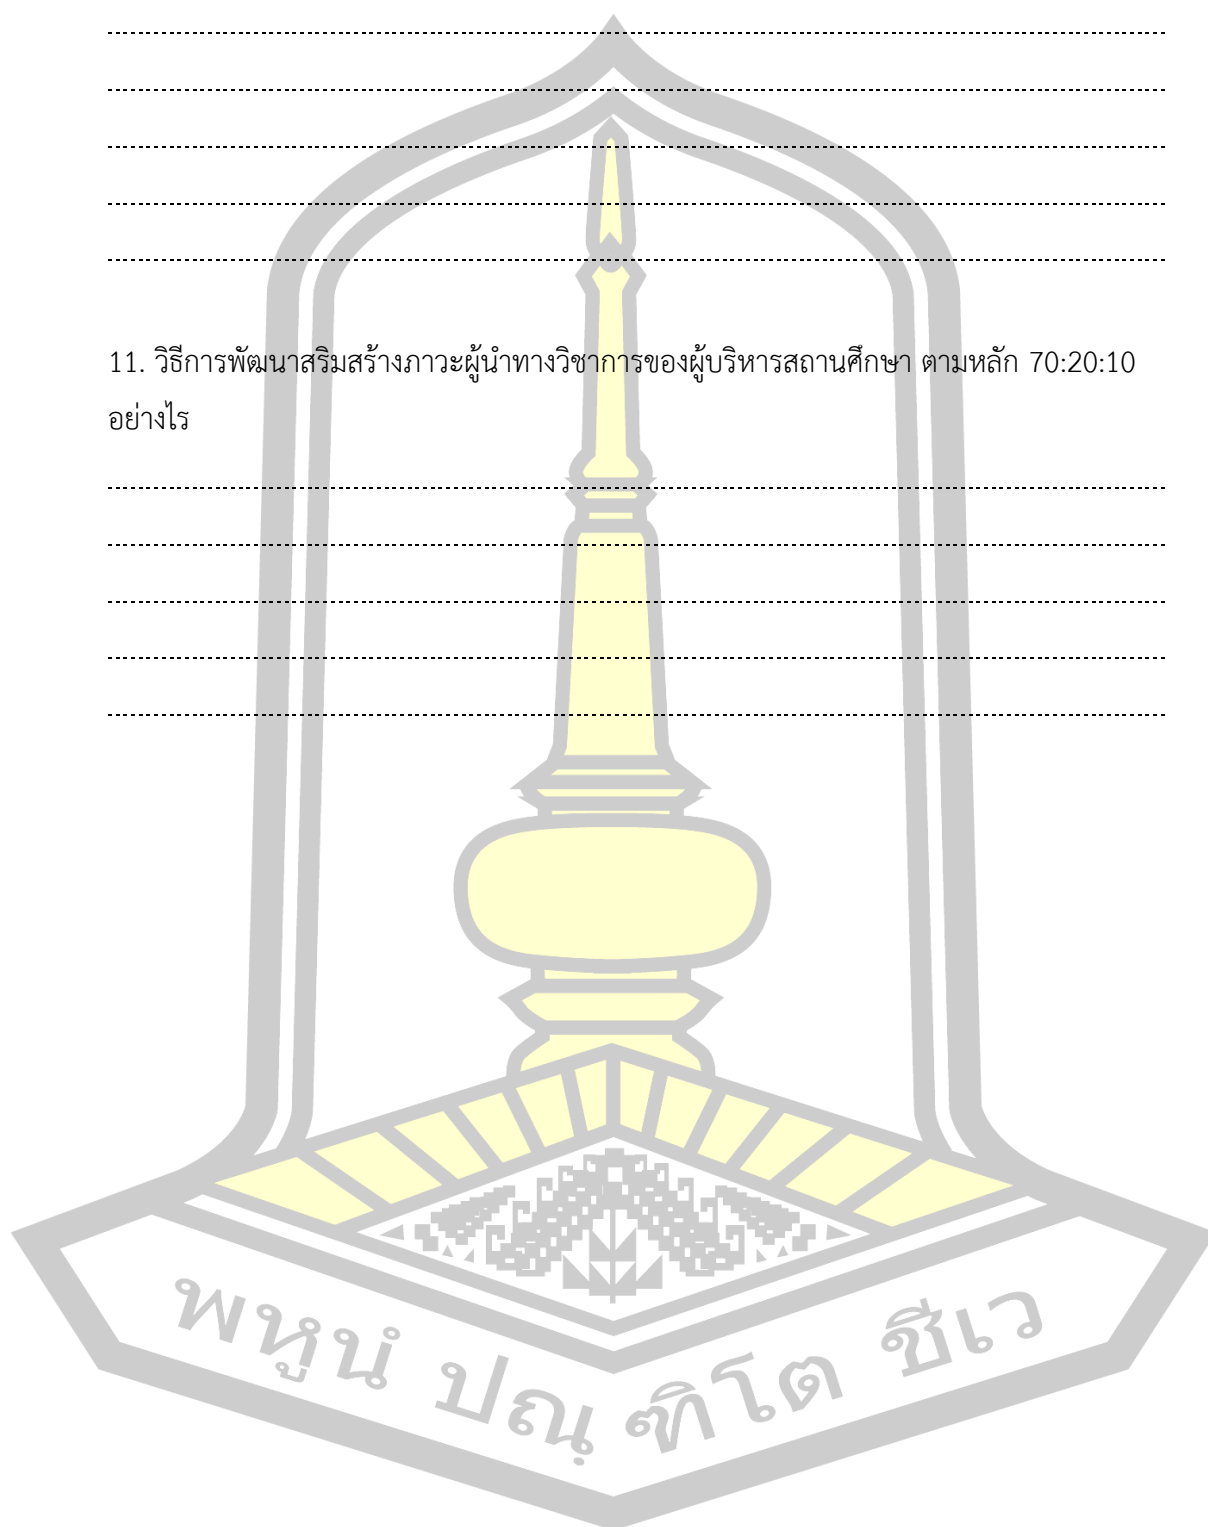 11. วิธีการพัฒนาสริมสร้างภาวะผู้นำทางวิชาการของผู้บริหารสถานศึกษา ตามหลัก 70:20:10
อย่างไร
พหูนํ ปณฺ ฑิโต ชีเว